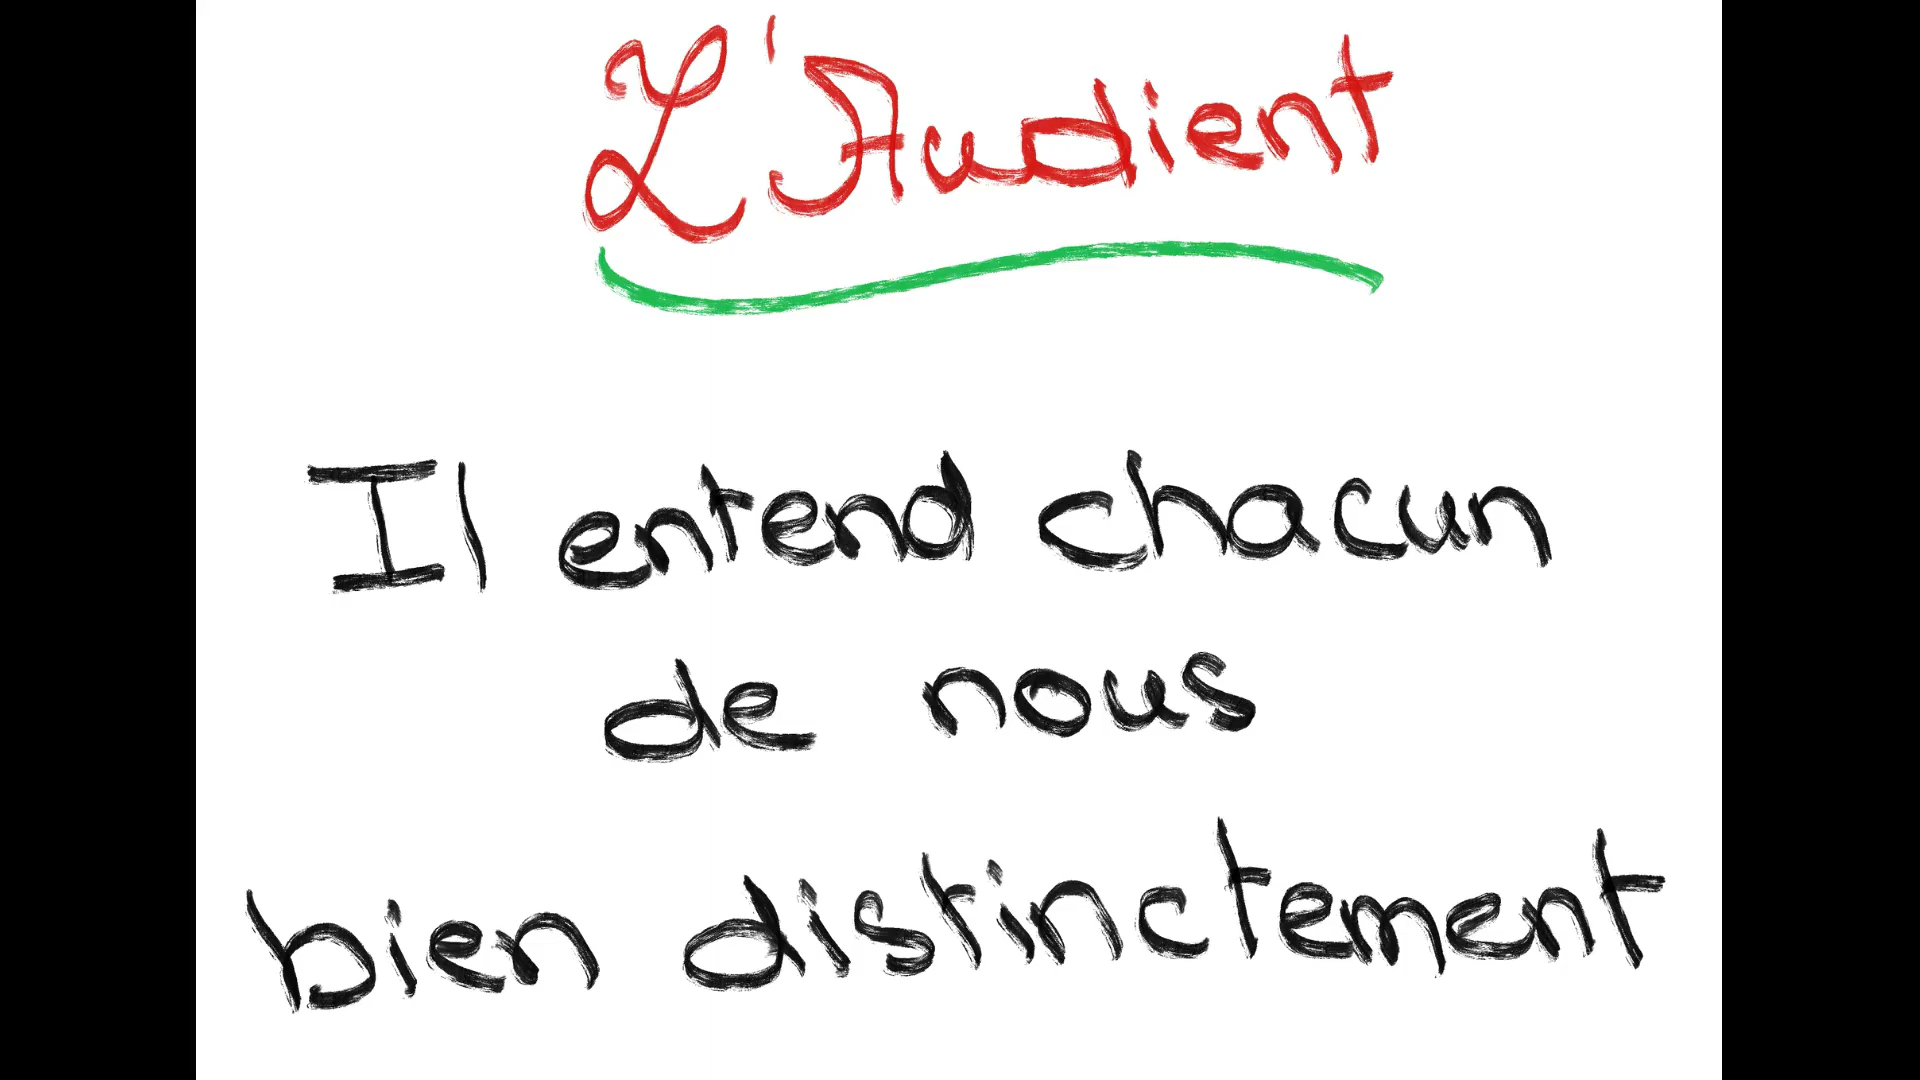 L'Audient
Il entend chacun
de nous
bien distinctement